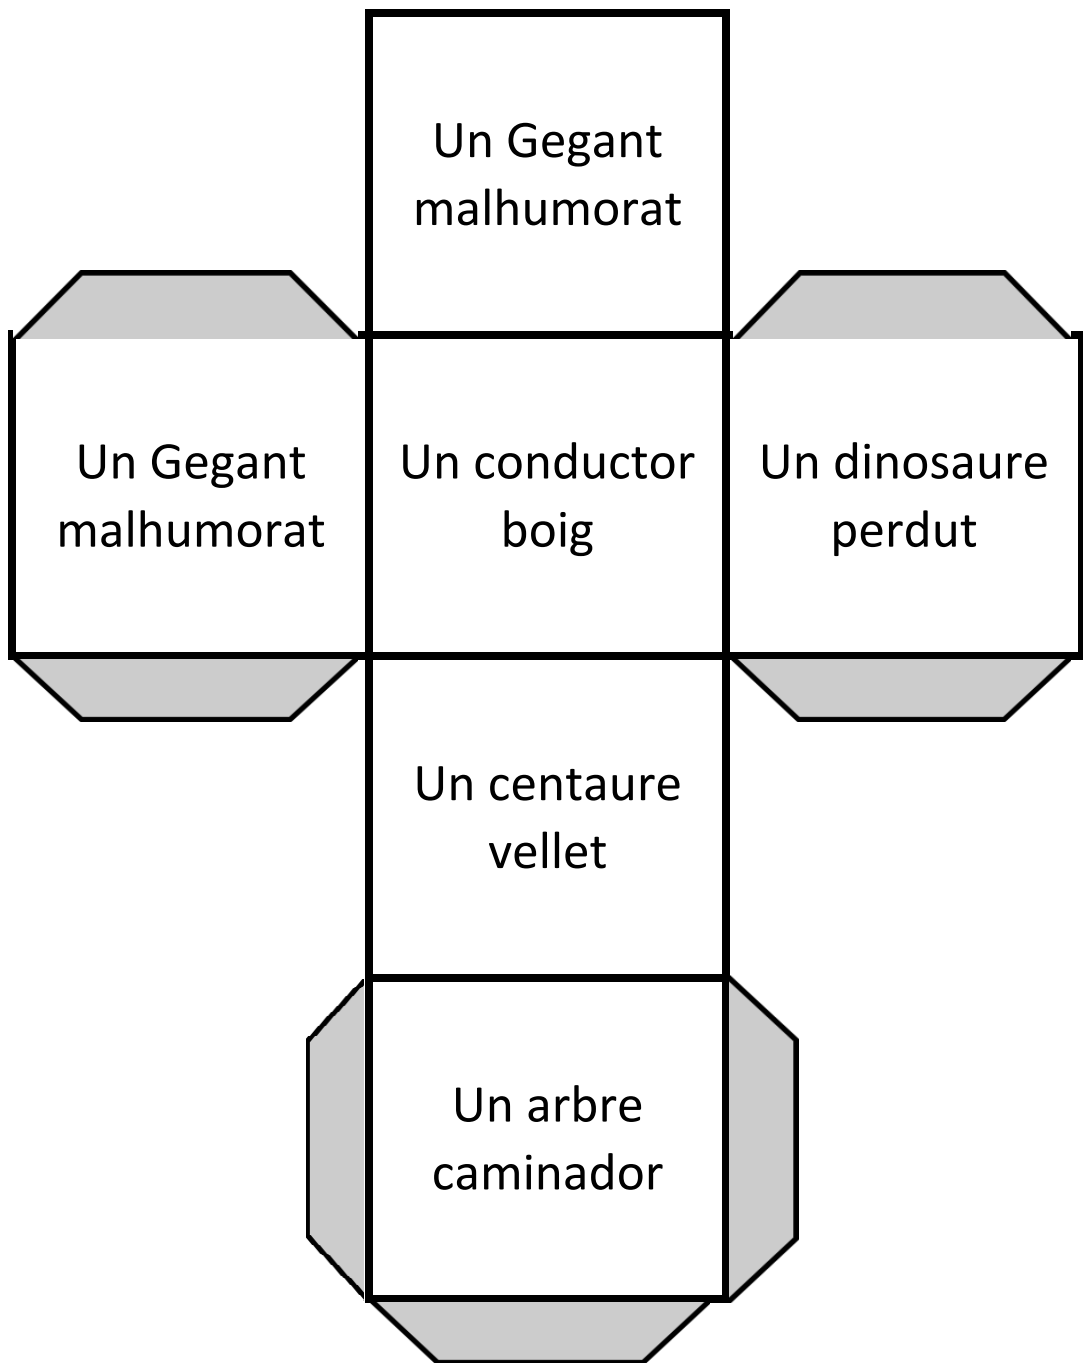 Un Gegant
malhumorat
Un Gegant
malhumorat
Un conductor
boig
Un dinosaure
perdut
Un centaure
vellet
Un arbre
caminador